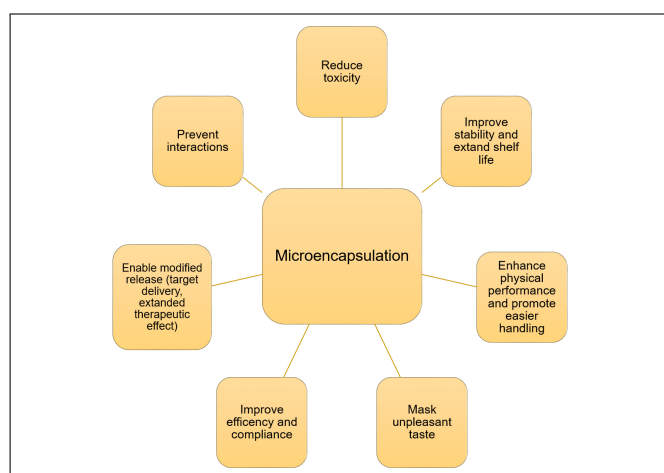 Reduce
toxicity
Prevent
interactions
Improve
stability and
extand shelf
life
Microencapsulation
Enable modified
release (target
delivery,
extanded
therapeutic
effect)
Enhance
physical
performance
and promote
easier
handling
Improve
efficency and
compliance
Mask
unpleasant
taste